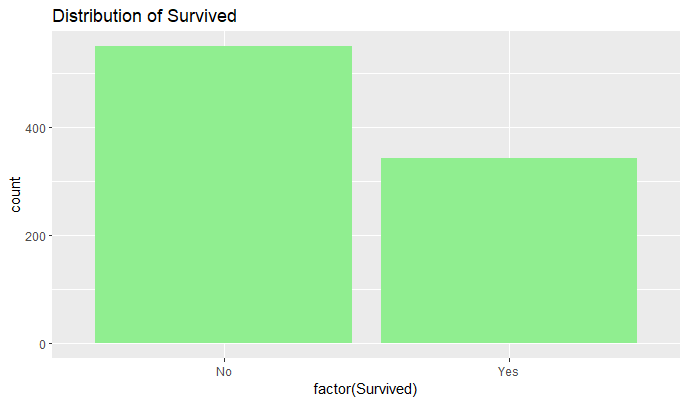 Distribution of Survived
count
400
200
0
No
Yes
factor(Survived)